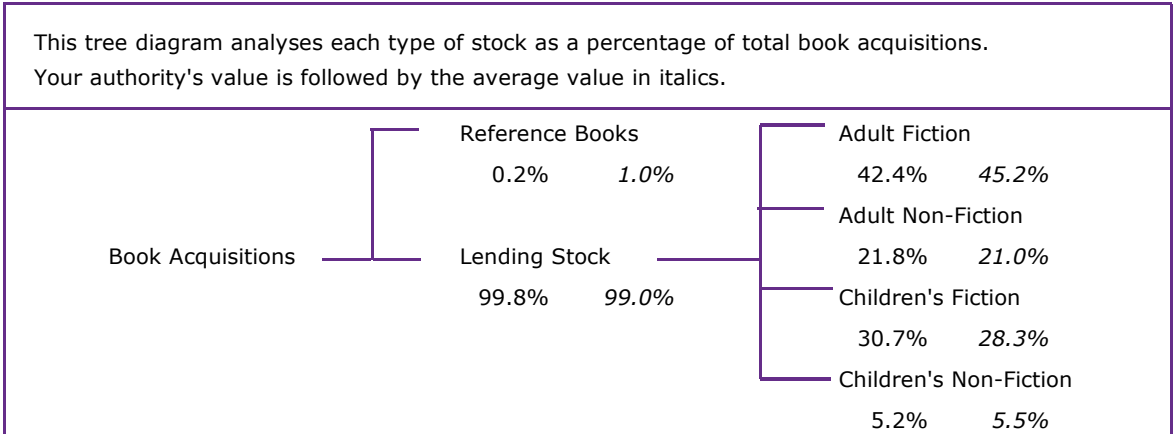 This tree diagram analyses each type of stock as a percentage of total book acquisitions.
Your authority's value is followed by the average value in italics.
Reference Books
0.2% 1.0%
Adult Fiction
42.4% 45.2%
Adult Non-Fiction
Book Acquisitions
Lending Stock
21.8% 21.0%
99.8% 99.0%
Children's Fiction
30.7% 28.3%
Children's Non-Fiction
5.2% 5.5%